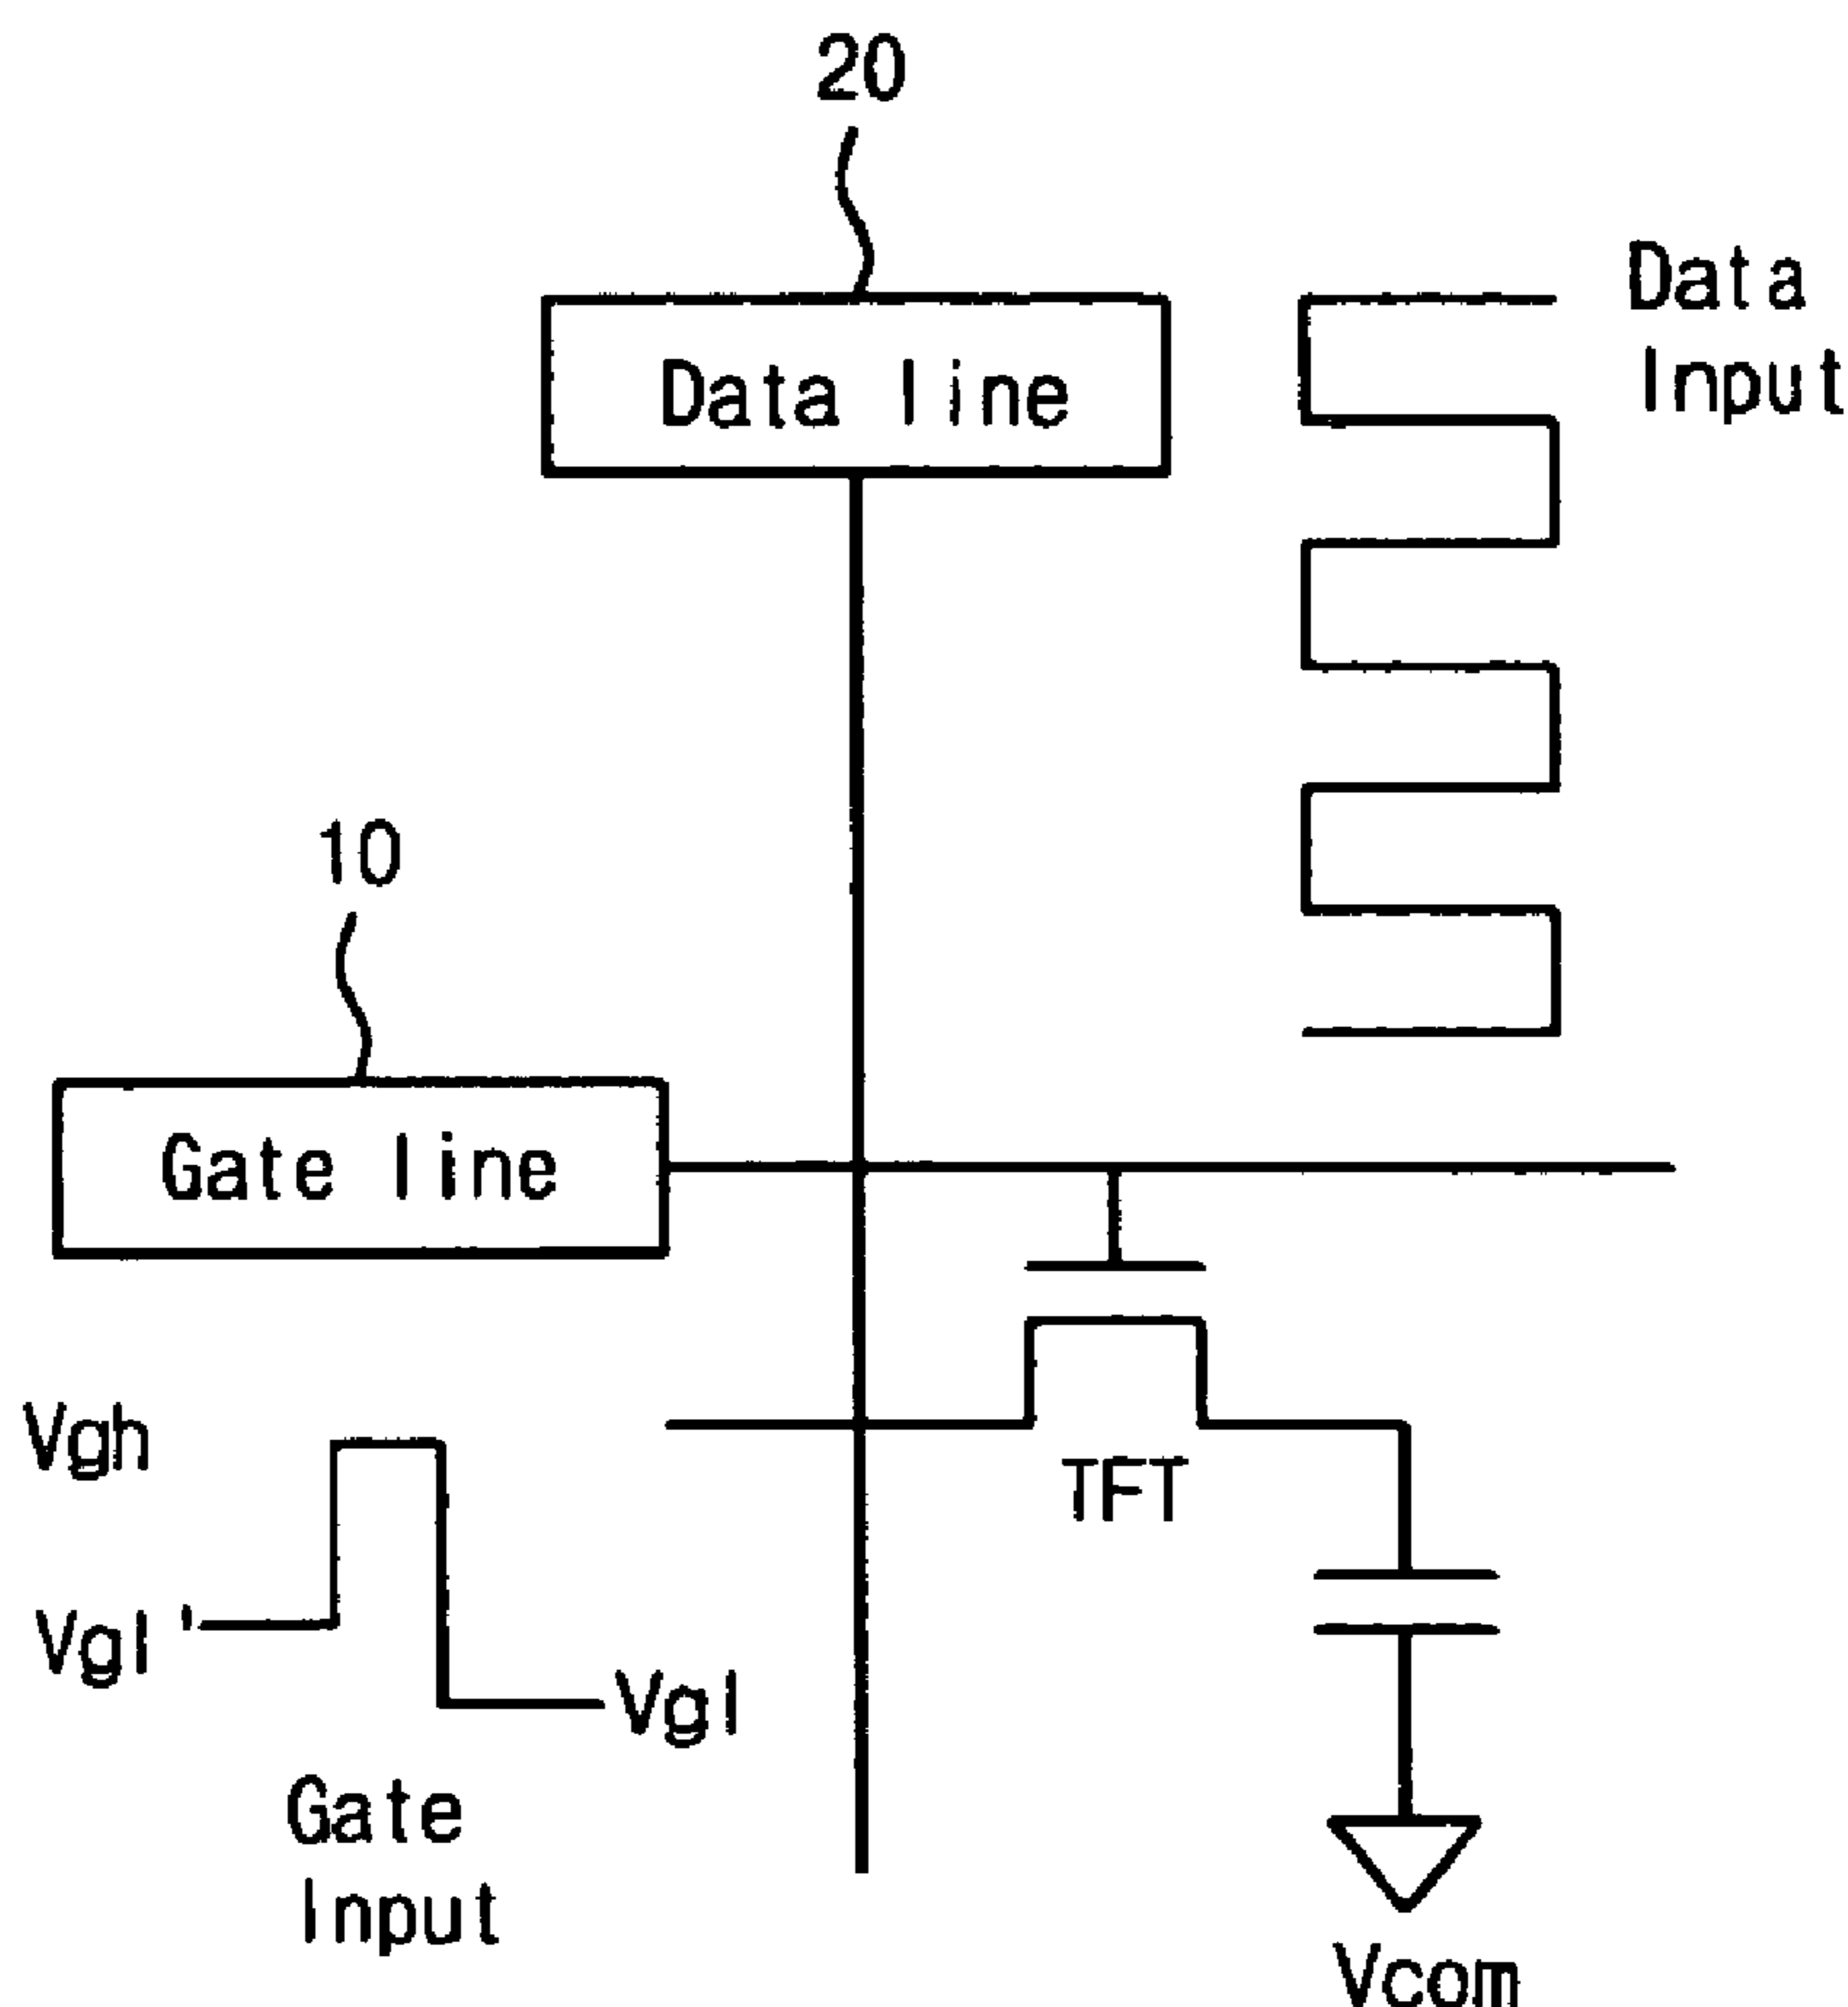 20
Data
Input
Data line
10
Gate line
Vgh
TFT
Vgl'
Vgl
Gate
Input
Vcom